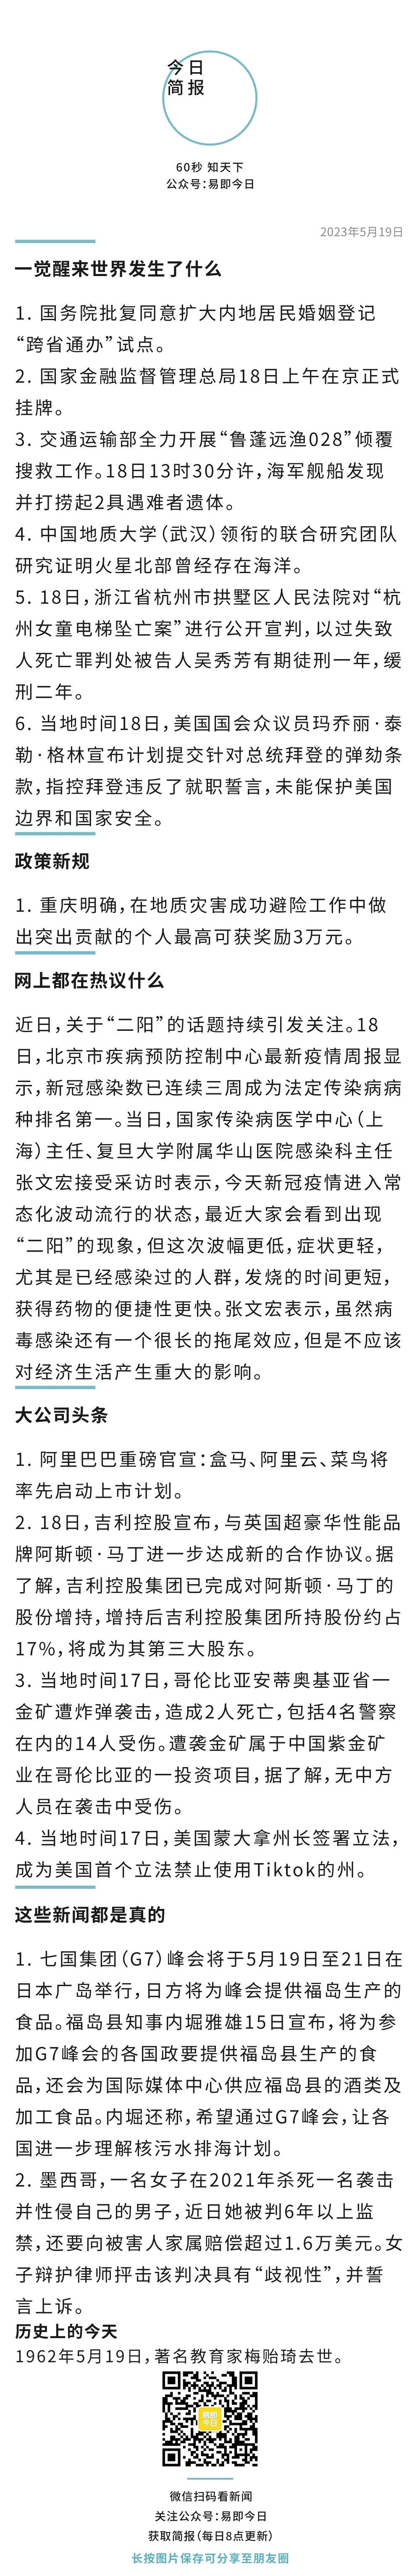 今日
简报
60秒 知天下
公众号：易即今日
2023年5月19日
一觉醒来世界发生了什么
1. 国务院批复同意扩大内地居民婚姻登记
“跨省通办”试点。
2. 国家金融监督管理总局18日上午在京正式
挂牌。
3. 交通运输部全力开展“鲁蓬远渔028”倾覆
搜救工作。18日13时30分许，海军舰船发现
并打捞起2具遇难者遗体。
4. 中国地质大学（武汉）领衔的联合研究团队
研究证明火星北部曾经存在海洋。
5. 18日，浙江省杭州市拱墅区人民法院对“杭
州女童电梯坠亡案”进行公开宣判，以过失致
人死亡罪判处被告人吴秀芳有期徒刑一年，缓
刑二年。
6. 当地时间18日，美国国会众议员玛乔丽·泰
勒·格林宣布计划提交针对总统拜登的弹劾条
款，指控拜登违反了就职誓言，未能保护美国
边界和国家安全。
政策新规
1. 重庆明确，在地质灾害成功避险工作中做
出突出贡献的个人最高可获奖励3万元。
网上都在热议什么
近日，关于“二阳”的话题持续引发关注。18
日，北京市疾病预防控制中心最新疫情周报显
示，新冠感染数已连续三周成为法定传染病病
种排名第一。当日，国家传染病医学中心（上
海）主任、复旦大学附属华山医院感染科主任
张文宏接受采访时表示，今天新冠疫情进入常
态化波动流行的状态，最近大家会看到出现
“二阳”的现象，但这次波幅更低，症状更轻，
尤其是已经感染过的人群，发烧的时间更短，
获得药物的便捷性更快。张文宏表示，虽然病
毒感染还有一个很长的拖尾效应，但是不应该
对经济生活产生重大的影响。
大公司头条
1. 阿里巴巴重磅官宣：盒马、阿里云、菜鸟将
率先启动上市计划。
2. 18日，吉利控股宣布，与英国超豪华性能品
牌阿斯顿·马丁进一步达成新的合作协议。据
了解，吉利控股集团已完成对阿斯顿·马丁的
股份增持，增持后吉利控股集团所持股份约占
17%，将成为其第三大股东。
3. 当地时间17日，哥伦比亚安蒂奥基亚省一
金矿遭炸弹袭击，造成2人死亡，包括4名警察
在内的14人受伤。遭袭金矿属于中国紫金矿
业在哥伦比亚的一投资项目，据了解，无中方
人员在袭击中受伤。
4. 当地时间17日，美国蒙大拿州长签署立法，
成为美国首个立法禁止使用Tiktok的州。
这些新闻都是真的
1. 七国集团（G7）峰会将于5月19日至21日在
日本广岛举行，日方将为峰会提供福岛生产的
食品。福岛县知事内堀雅雄15日宣布，将为参
加G7峰会的各国政要提供福岛县生产的食
品，还会为国际媒体中心供应福岛县的酒类及
加工食品。内堀还称，希望通过G7峰会，让各
国进一步理解核污水排海计划。
2. 墨西哥，一名女子在2021年杀死一名袭击
并性侵自己的男子，近日她被判6年以上监
禁，还要向被害人家属赔偿超过1.6万美元。女
子辩护律师抨击该判决具有“歧视性”，并誓
言上诉。
历史上的今天
1962年5月19日，著名教育家梅贻琦去世。
易即
今日
微信扫码看新闻
关注公众号：易即今日
获取简报（每日8点更新）
长按图片保存可分享至朋友圈